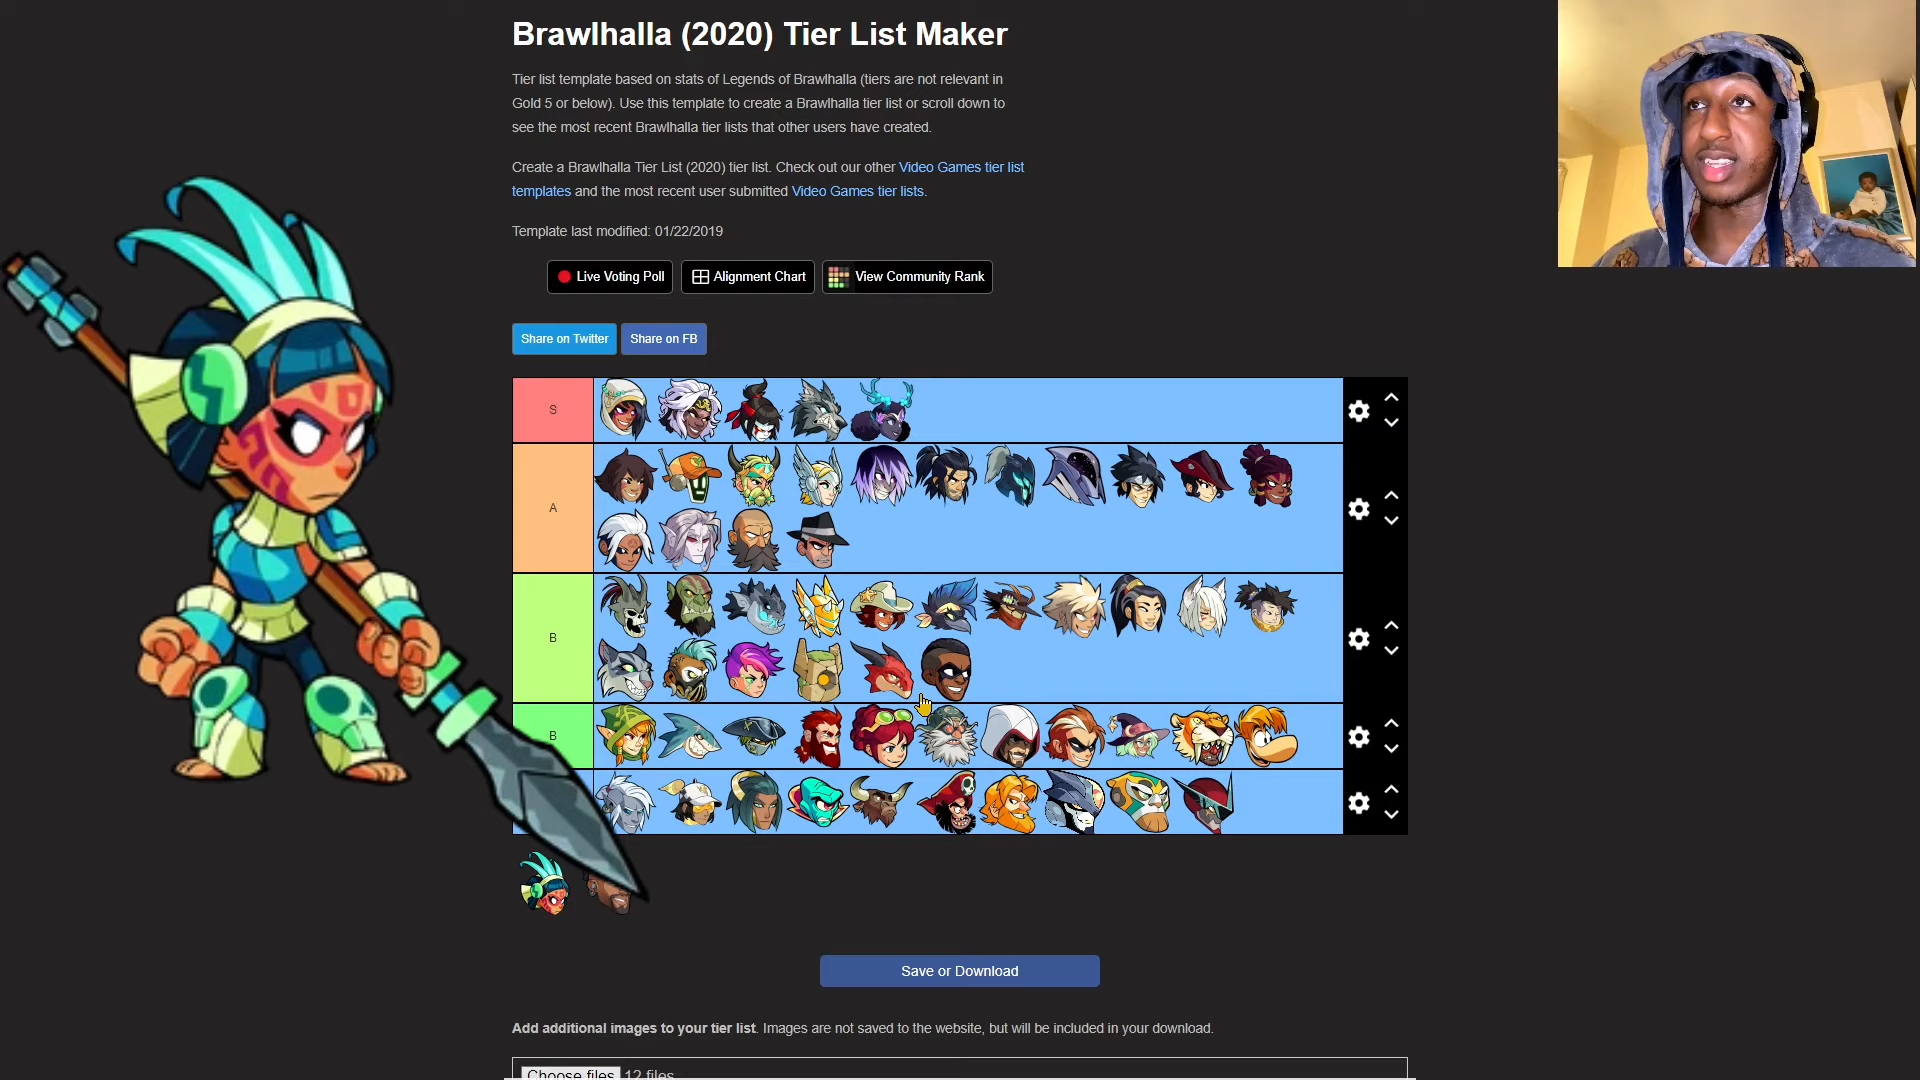 Brawlhalla (2020) Tier List Maker
Tier list template based on stats of Legends of Brawlhalla (tiers are not relevant in
Gold 5 or below). Use this template to create a Brawlhalla tier list or scroll down to
see the most recent Brawlhalla tier lists that other users have created.
Create a Brawlhalla Tier List (2020) tier list. Check out our other Video Games tier list
templates and the most recent user submitted Video Games tier lists.
Template last modified: 01/22/2019
Live Voting Poll Alignment Chart View Community Rank
Share on Twitter Share on FB
S
A
B
B
Save or Download
Add additional images to your tier list. Images are not saved to the website, but will be included in your download.
Choose files 12 files